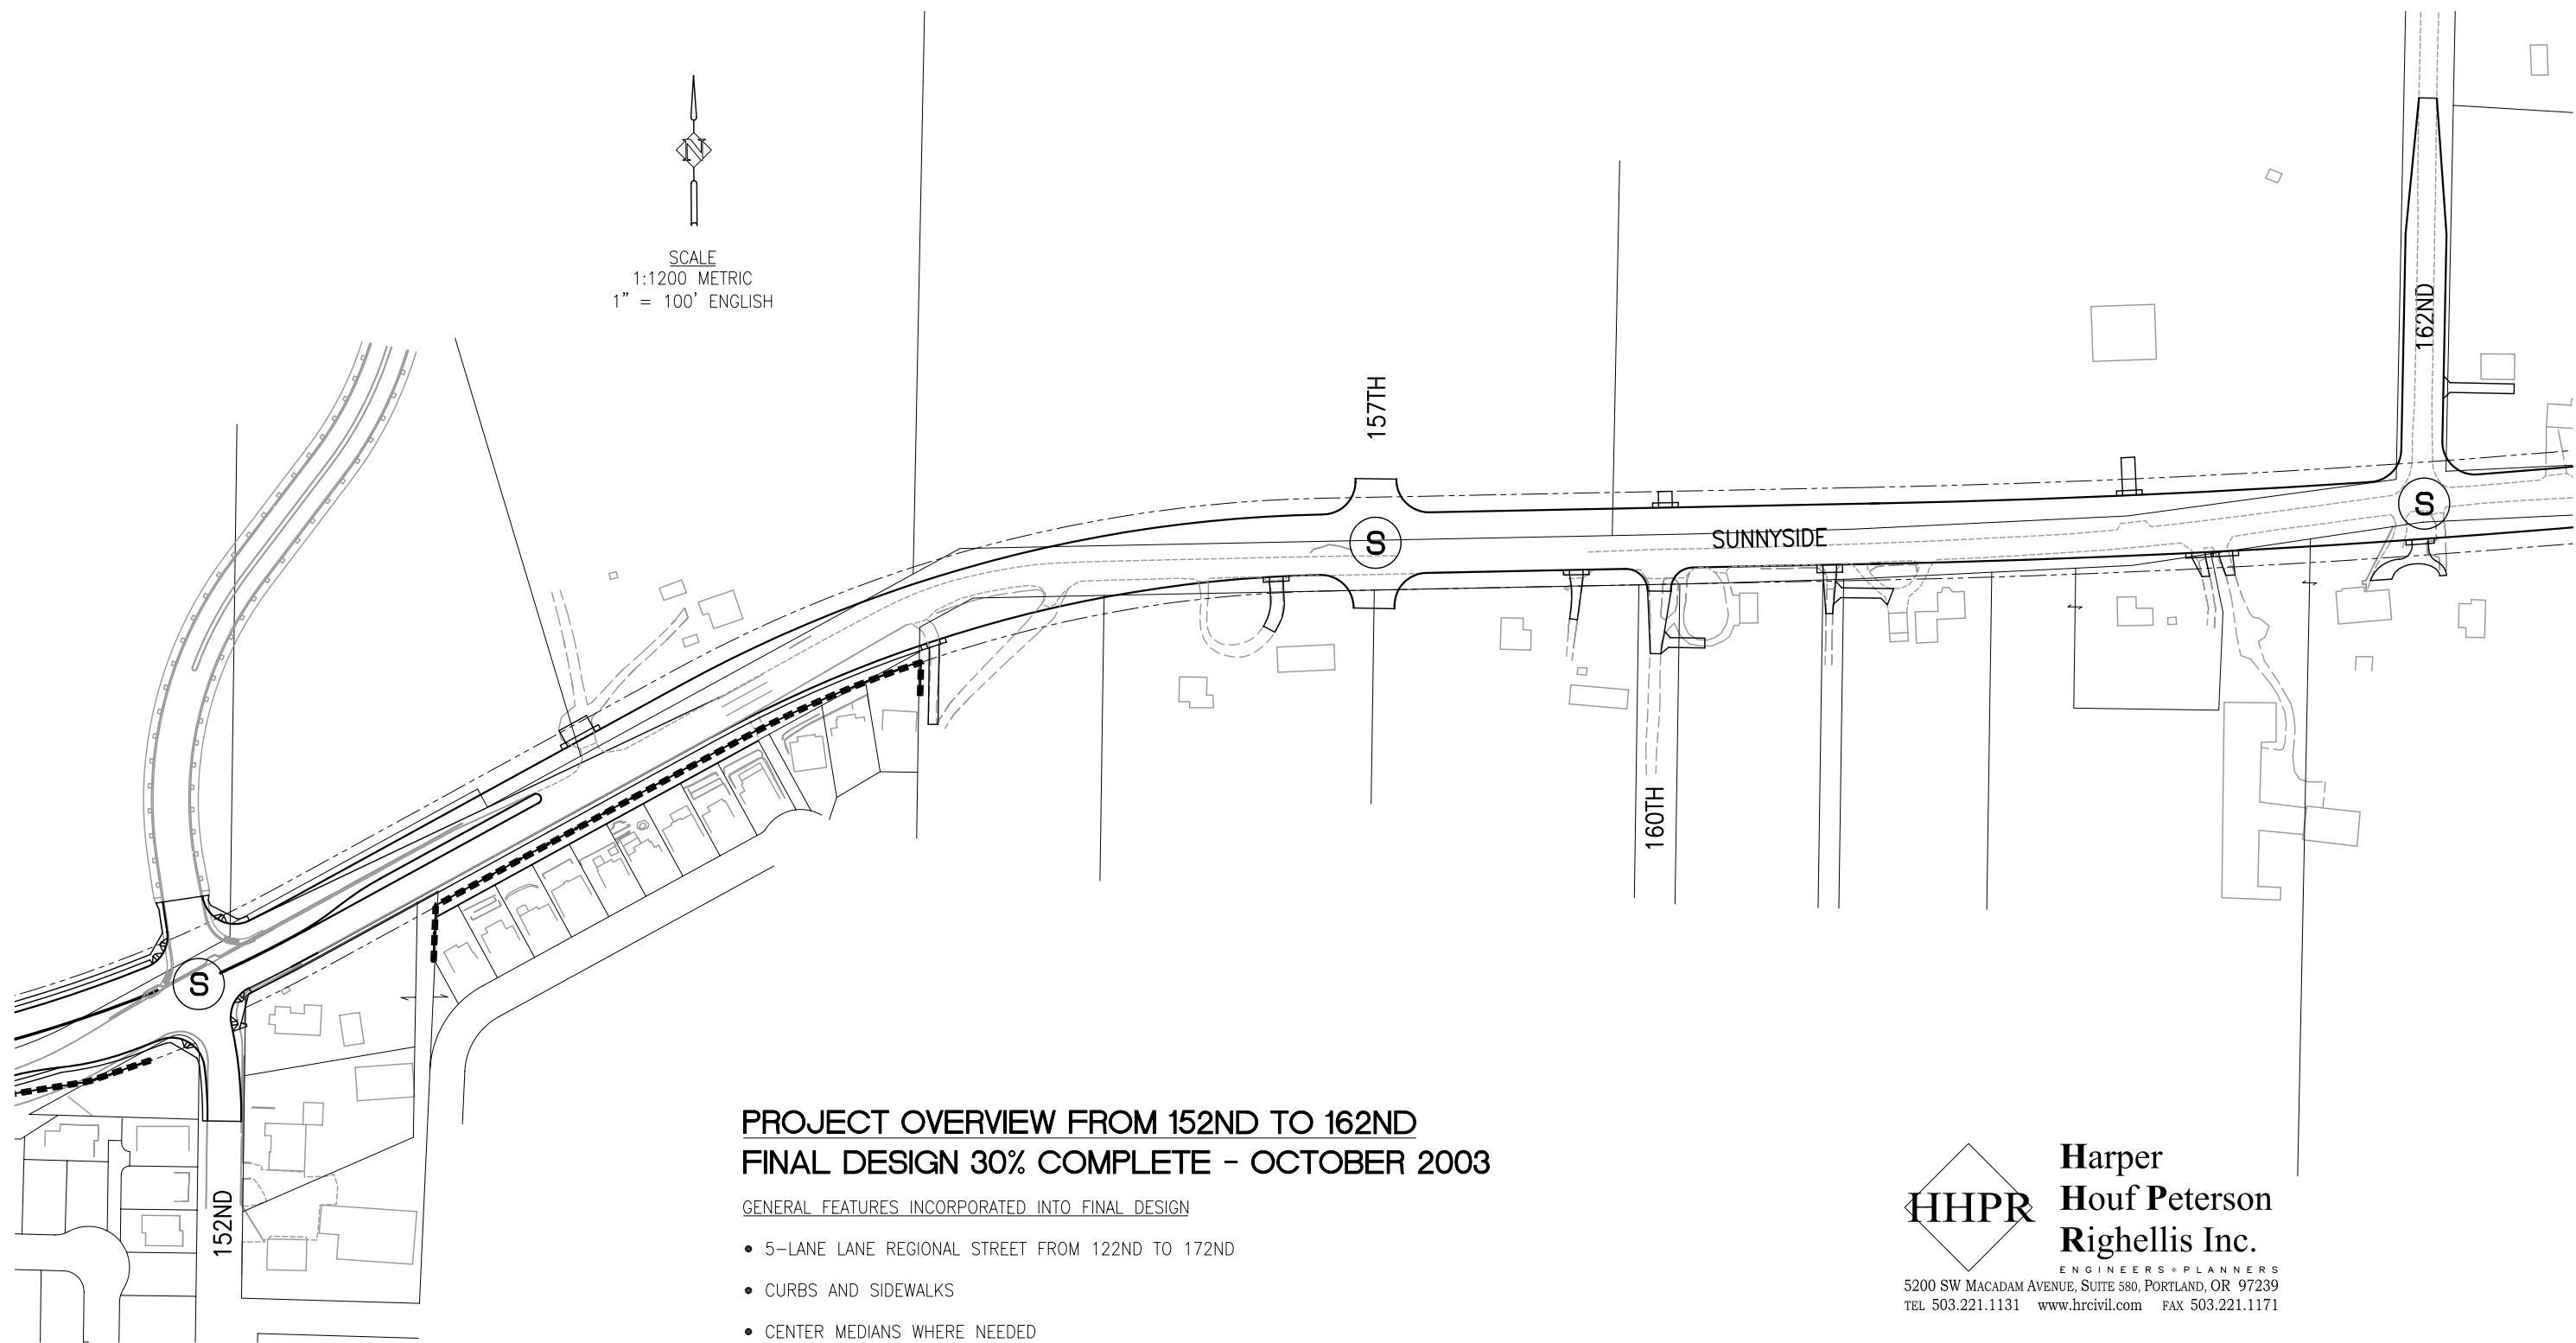 N
SCALE
1:1200 METRIC
1" = 100' ENGLISH
162ND
157TH
S
S
SUNNYSIDE
160TH
S
152ND
PROJECT OVERVIEW FROM 152ND TO 162ND
FINAL DESIGN 30% COMPLETE - OCTOBER 2003
GENERAL FEATURES INCORPORATED INTO FINAL DESIGN
• 5-LANE LANE REGIONAL STREET FROM 122ND TO 172ND
• CURBS AND SIDEWALKS
• CENTER MEDIANS WHERE NEEDED
HHPR
Harper
Houf Peterson
Righellis Inc.
ENGINEERS•PLANNERS
5200 SW MACADAM AVENUE, SUITE 580, PORTLAND, OR 97239
TEL 503.221.1131 www.hrcivil.com FAX 503.221.1171